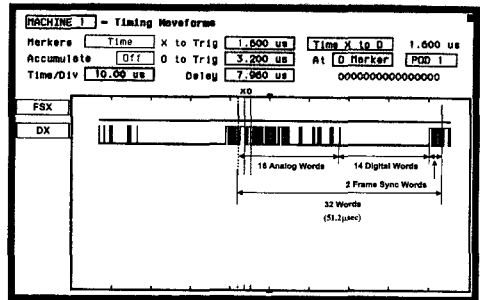 MACHINE 1 - Timing Waveforms
Markers Time X to Trig 1.600 us Time X to O 1.600 us
Accumulate Off O to Trig 3.200 us At O Marker POD 1
Time/Div 10.00 us Delay 7.960 us 0000000000000000
XO
FSX
DX
16 Analog Words 14 Digital Words
2 Frame Sync Words
32 Words
(51.2μsec)